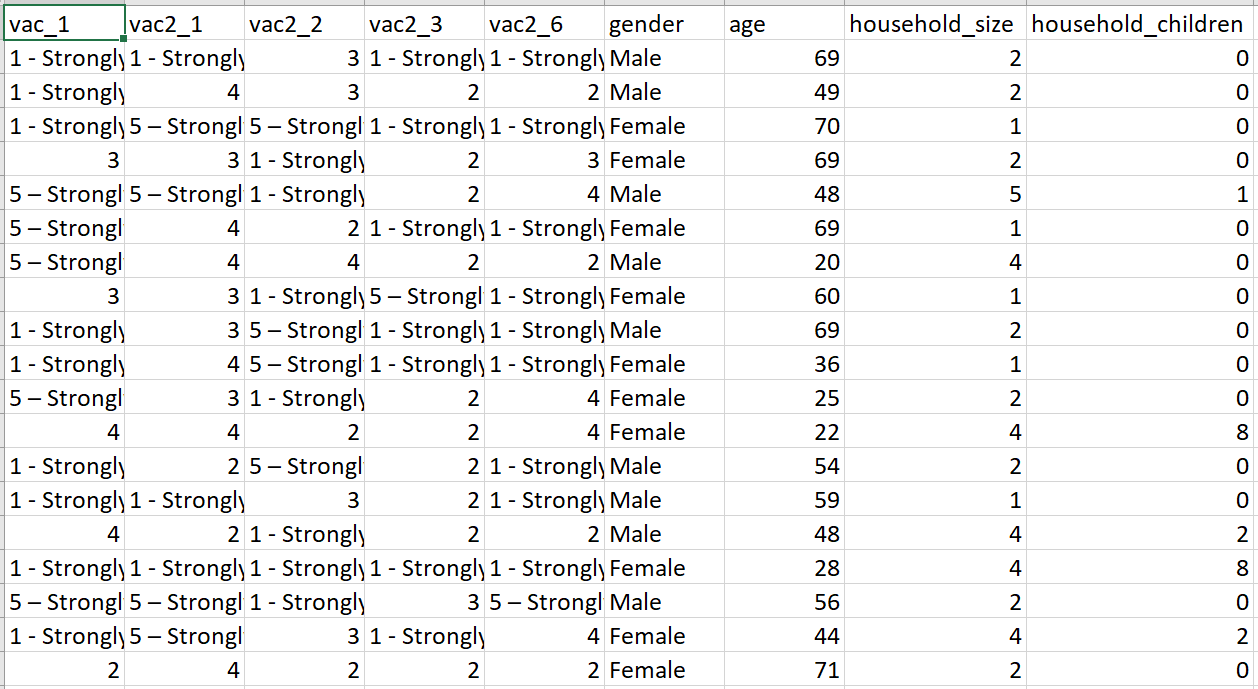 vac_1 vac2_1 vac2_2 vac2_3 vac2_6 gender age household_size household_children
1 - Strongly 1 - Strongly 3 1 - Strongly 1 - Strongly Male 69 2 0
1 - Strongly 4 3 2 2 Male 49 2 0
1 - Strongly 5 – Strongl 5 – Strongl 1 - Strongly 1 - Strongly Female 70 1 0
3 3 1 - Strongly 2 3 Female 69 2 0
5 – Strongl 5 – Strongl 1 - Strongly 2 4 Male 48 5 1
5 – Strongl 4 2 1 - Strongly 1 - Strongly Female 69 1 0
5 – Strongl 4 4 2 2 Male 20 4 0
3 3 1 - Strongly 5 – Strongl 1 - Strongly Female 60 1 0
1 - Strongly 3 5 – Strongl 1 - Strongly 1 - Strongly Male 69 2 0
1 - Strongly 4 5 – Strongl 1 - Strongly 1 - Strongly Female 36 1 0
5 – Strongl 3 1 - Strongly 2 4 Female 25 2 0
4 4 2 2 4 Female 22 4 8
1 - Strongly 2 5 – Strongl 2 1 - Strongly Male 54 2 0
1 - Strongly 1 - Strongly 3 2 1 - Strongly Male 59 1 0
4 2 1 - Strongly 2 2 Male 48 4 2
1 - Strongly 1 - Strongly 1 - Strongly 1 - Strongly 1 - Strongly Female 28 4 8
5 – Strongl 5 – Strongl 1 - Strongly 3 5 – Strongl Male 56 2 0
1 - Strongly 5 – Strongl 3 1 - Strongly 4 Female 44 4 2
2 4 2 2 2 Female 71 2 0